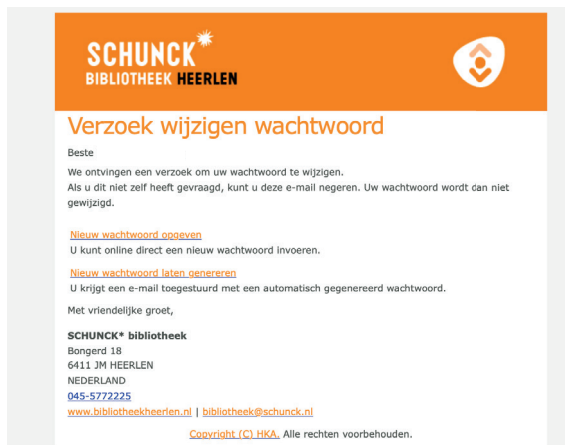 SCHUNCK*
BIBLIOTHEEK HEERLEN
Verzoek wijzigen wachtwoord
Beste
We ontvingen een verzoek om uw wachtwoord te wijzigen.
Als u dit niet zelf heeft gevraagd, kunt u deze e-mail negeren. Uw wachtwoord wordt dan niet
gewijzigd.
Nieuw wachtwoord opgeven
U kunt online direct een nieuw wachtwoord invoeren.
Nieuw wachtwoord laten genereren
U krijgt een e-mail toegestuurd met een automatisch gegenereerd wachtwoord.
Met vriendelijke groet,
SCHUNCK* bibliotheek
Bongerd 18
6411 JM HEERLEN
NEDERLAND
045-5772225
www.bibliotheekheerlen.nl | bibliotheek@schunck.nl
Copyright (C) HKA. Alle rechten voorbehouden.